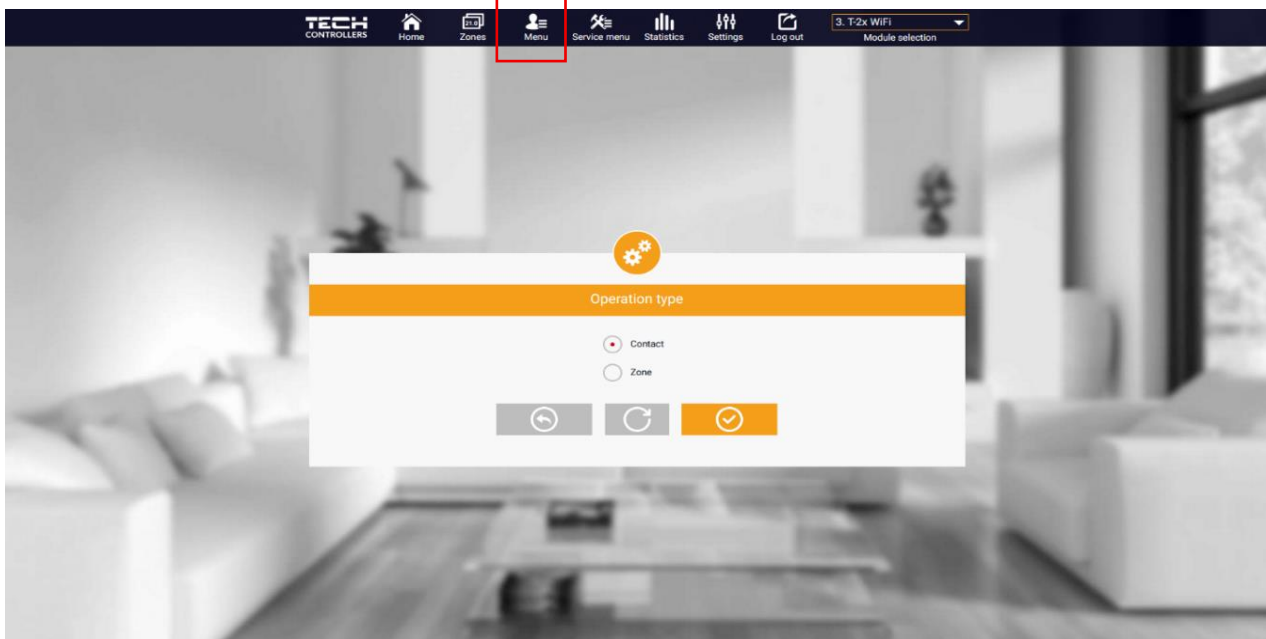 TECH
CONTROLLERS
Home
21.0
Zones
Menu
Service menu
Statistics
Settings
Log out
3. T-2x WiFi
Module selection
Operation type
Contact
Zone